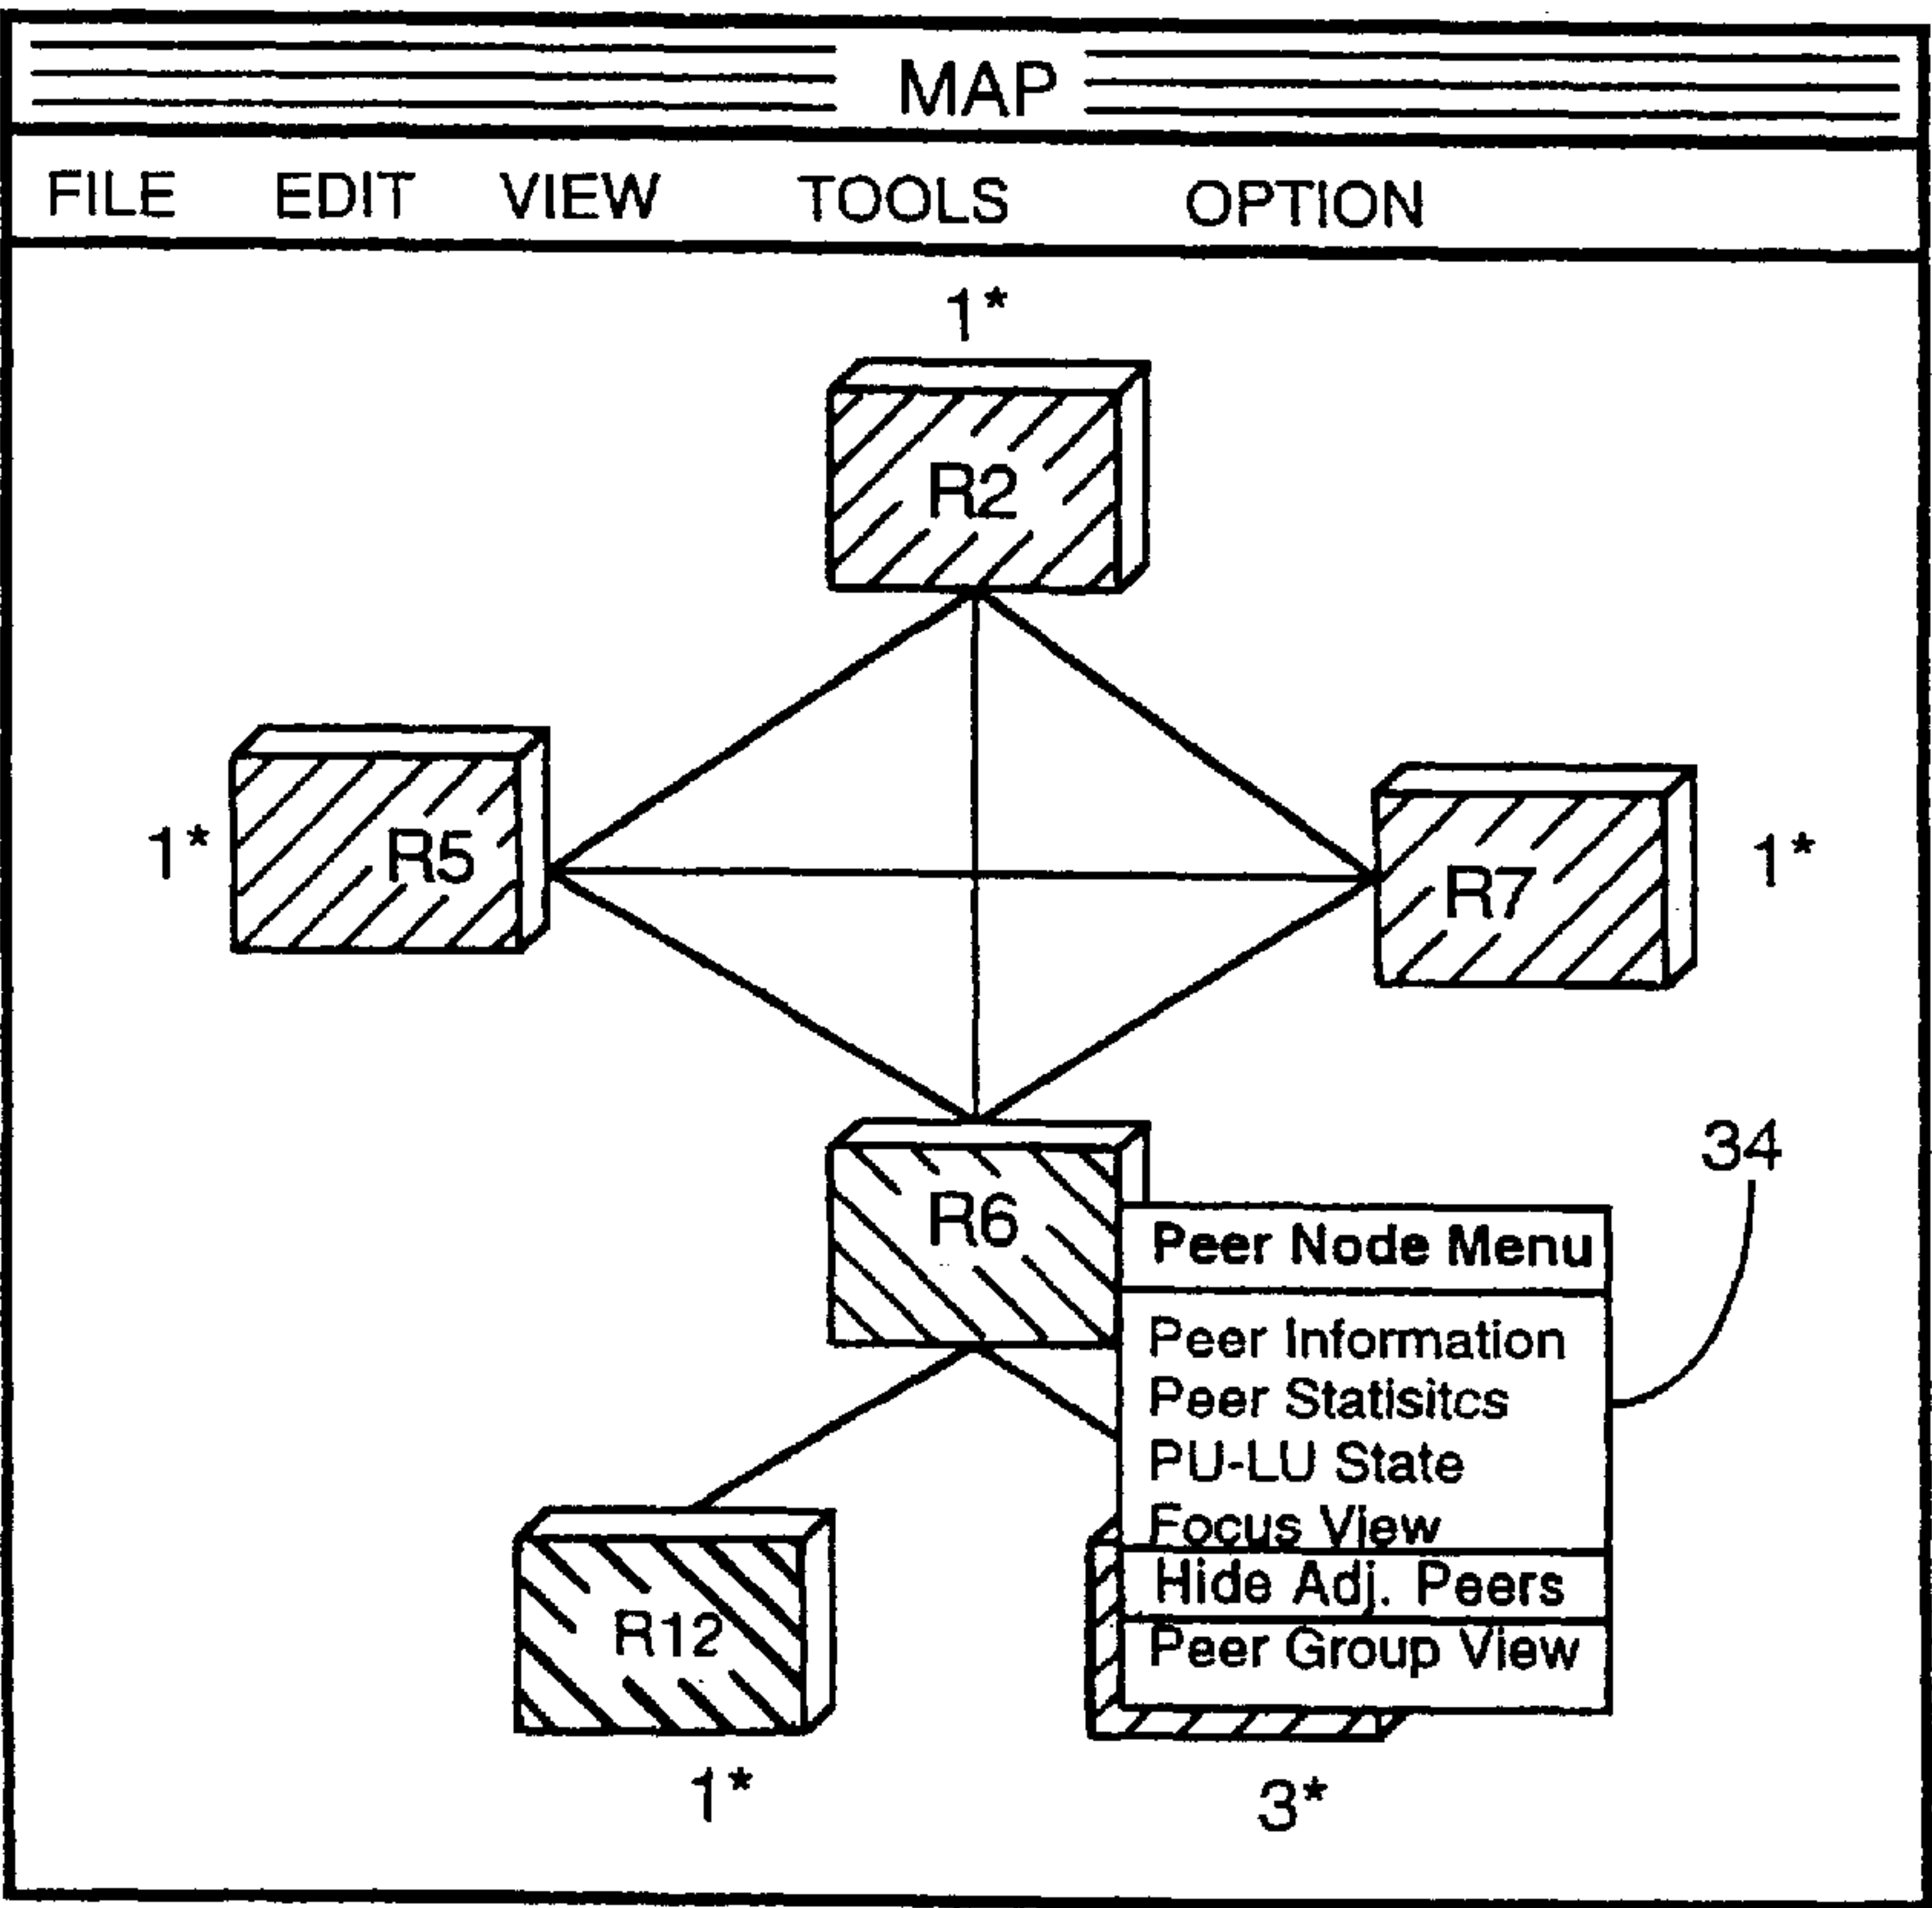 MAP
FILE EDIT VIEW TOOLS OPTION
1*
R2
1* R5
R7 1*
R6
34
Peer Node Menu
Peer Information
Peer Statisitcs
PU-LU State
Focus View
Hide Adj. Peers
Peer Group View
R12
1*
3*